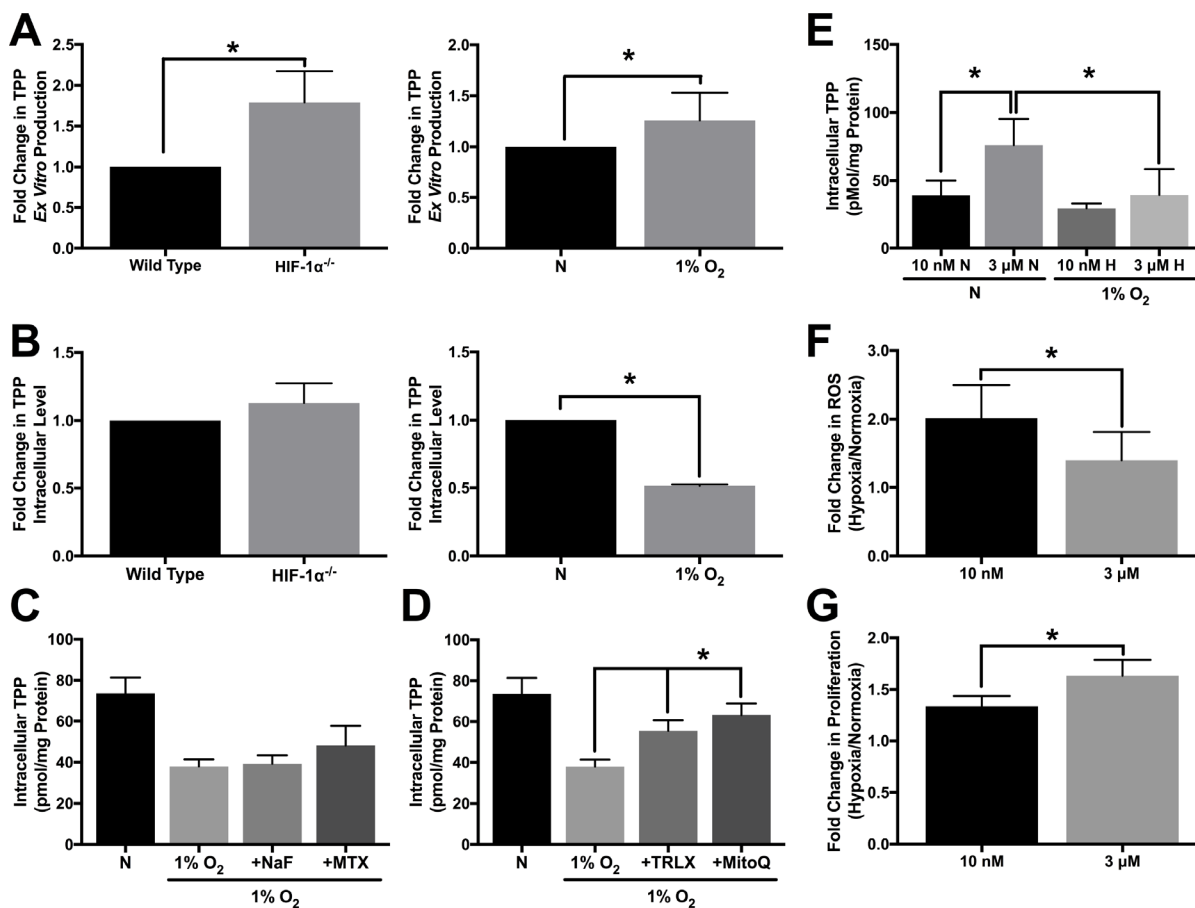 A
Fold Change in TPP
Ex Vitro Production
2.5
2.0
1.5
1.0
0.5
0.0
*
Wild Type
HIF-1α-/-
Fold Change in TPP
Ex Vitro Production
2.0
1.5
1.0
0.5
0.0
*
N
1% O2
B
Fold Change in TPP
Intracellular Level
1.5
1.0
0.5
0.0
Wild Type
HIF-1α-/-
Fold Change in TPP
Intracellular Level
1.5
1.0
0.5
0.0
*
N
1% O2
C
Intracellular TPP
(pmol/mg Protein)
100
80
60
40
20
0
N
1% O2
+NaF
+MTX
1% O2
D
Intracellular TPP
(pmol/mg Protein)
100
80
60
40
20
0
*
N
1% O2
+TRLX
+MitoQ
1% O2
E
Intracellular TPP
(pMol/mg Protein)
150
100
50
0
*
*
10 nM N
3 µM N
10 nM H
3 µM H
N
1% O2
F
Fold Change in ROS
(Hypoxia/Normoxia)
3.0
2.0
1.0
0.0
*
10 nM
3 µM
G
Fold Change in Proliferation
(Hypoxia/Normoxia)
2.0
1.5
1.0
0.5
0.0
*
10 nM
3 µM